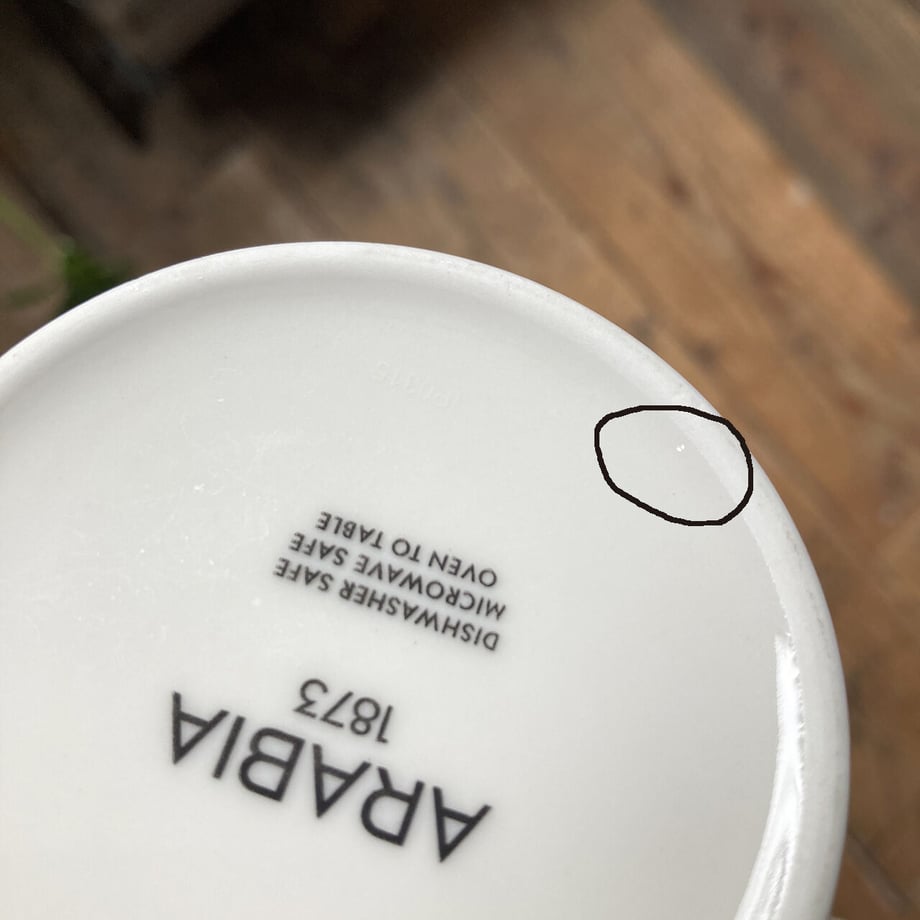 ARABIA
1873
DISHWASHER SAFE
MICROWAVE SAFE
OVEN TO TABLE